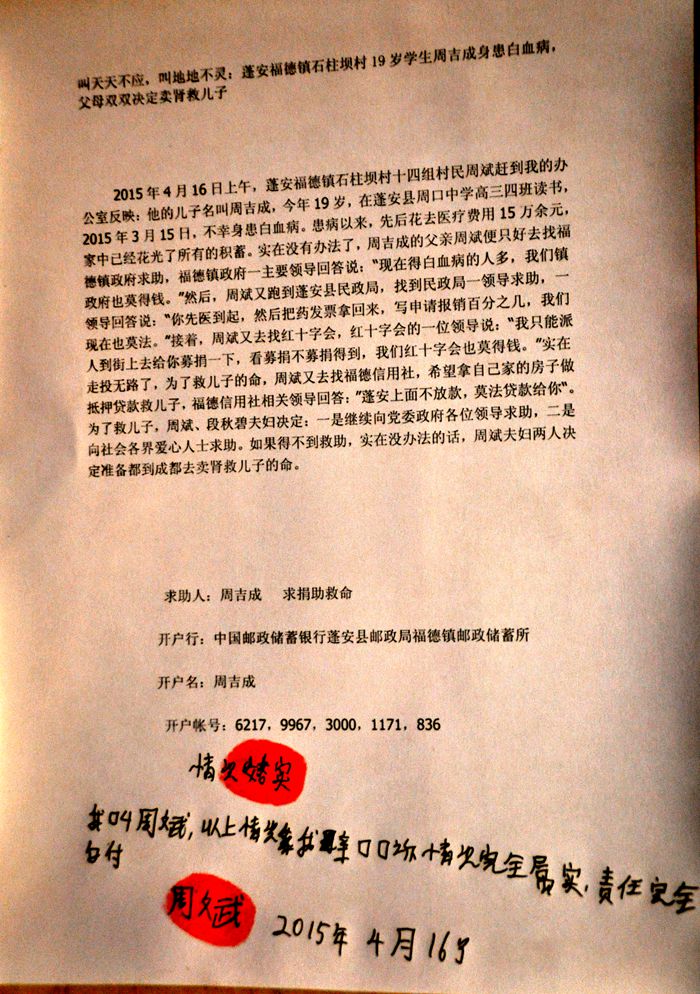 叫天天不应，叫地地不灵：蓬安福德镇石柱坝村19岁学生周吉成身患白血病，
父母双双决定卖肾救儿子
2015年4月16日上午，蓬安福德镇石柱坝村十四组村民周斌赶到我的办
公室反映：他的儿子名叫周吉成，今年19岁，在蓬安县周口中学高三四班读书，
2015年3月15日，不幸身患白血病。患病以来，先后花去医疗费用15万余元，
家中已经花光了所有的积蓄。实在没有办法了，周吉成的父亲周斌便只好去找福
德镇政府求助，福德镇政府一主要领导回答说：“现在得白血病的人多，我们镇
政府也莫得钱。”然后，周斌又跑到蓬安县民政局，找到民政局一领导求助，一
领导回答说：“你先医到起，然后把药发票拿回来，写申请报销百分之几，我们
现在也莫法。”接着，周斌又去找红十字会，红十字会的一位领导说：“我只能派
人到街上去给你募捐一下，看募捐不募捐得到，我们红十字会也莫得钱。”实在
走投无路了，为了救儿子的命，周斌又去找福德信用社，希望拿自己家的房子做
抵押贷款救儿子，福德信用社相关领导回答：”蓬安上面不放款，莫法贷款给你“。
为了救儿子，周斌、段秋碧夫妇决定：一是继续向党委政府各位领导求助，二是
向社会各界爱心人士求助。如果得不到救助，实在没办法的话，周斌夫妇两人决
定准备都到成都去卖肾救儿子的命。
求助人：周吉成 求捐助救命
开户行：中国邮政储蓄银行蓬安县邮政局福德镇邮政储蓄所
开户名：周吉成
开户帐号：6217，9967，3000，1171，836
情 实
我叫周文武，以上情 我 口 情 完全属实，责任完全
付
周文武 2015年4月16日